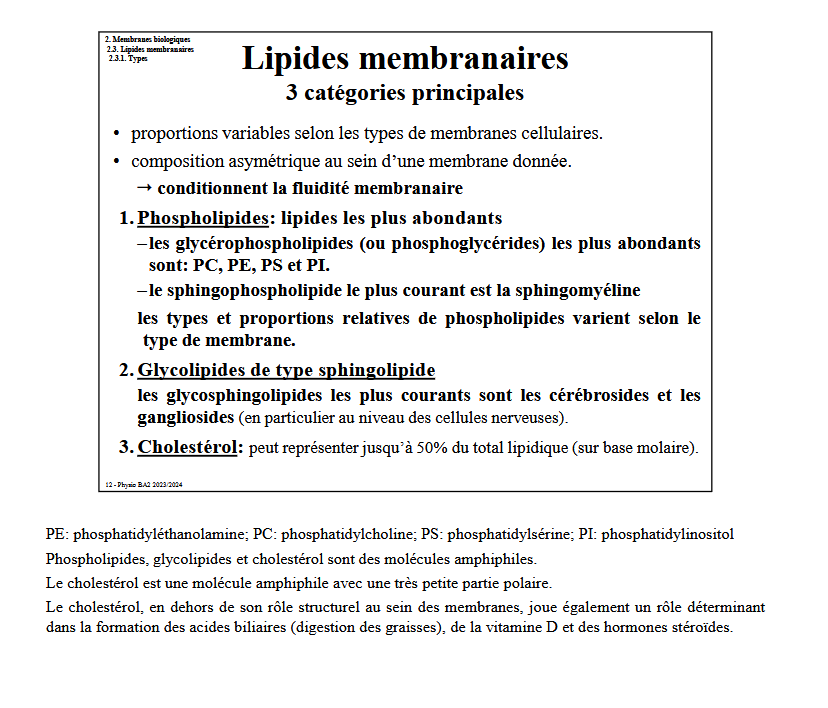 2. Membranes biologiques
2.3. Lipides membranaires
2.3.1. Types
Lipides membranaires
3 catégories principales
• proportions variables selon les types de membranes cellulaires.
• composition asymétrique au sein d’une membrane donnée.
→ conditionnent la fluidité membranaire
1. Phospholipides: lipides les plus abondants
–les glycérophospholipides (ou phosphoglycérides) les plus abondants
sont: PC, PE, PS et PI.
–le sphingophospholipide le plus courant est la sphingomyéline
les types et proportions relatives de phospholipides varient selon le
type de membrane.
2. Glycolipides de type sphingolipide
les glycosphingolipides les plus courants sont les cérébrosides et les
gangliosides (en particulier au niveau des cellules nerveuses).
3. Cholestérol: peut représenter jusqu’à 50% du total lipidique (sur base molaire).
12 - Physio BA2 2023/2024
PE: phosphatidyléthanolamine; PC: phosphatidylcholine; PS: phosphatidylsérine; PI: phosphatidylinositol
Phospholipides, glycolipides et cholestérol sont des molécules amphiphiles.
Le cholestérol est une molécule amphiphile avec une très petite partie polaire.
Le cholestérol, en dehors de son rôle structurel au sein des membranes, joue également un rôle déterminant
dans la formation des acides biliaires (digestion des graisses), de la vitamine D et des hormones stéroïdes.